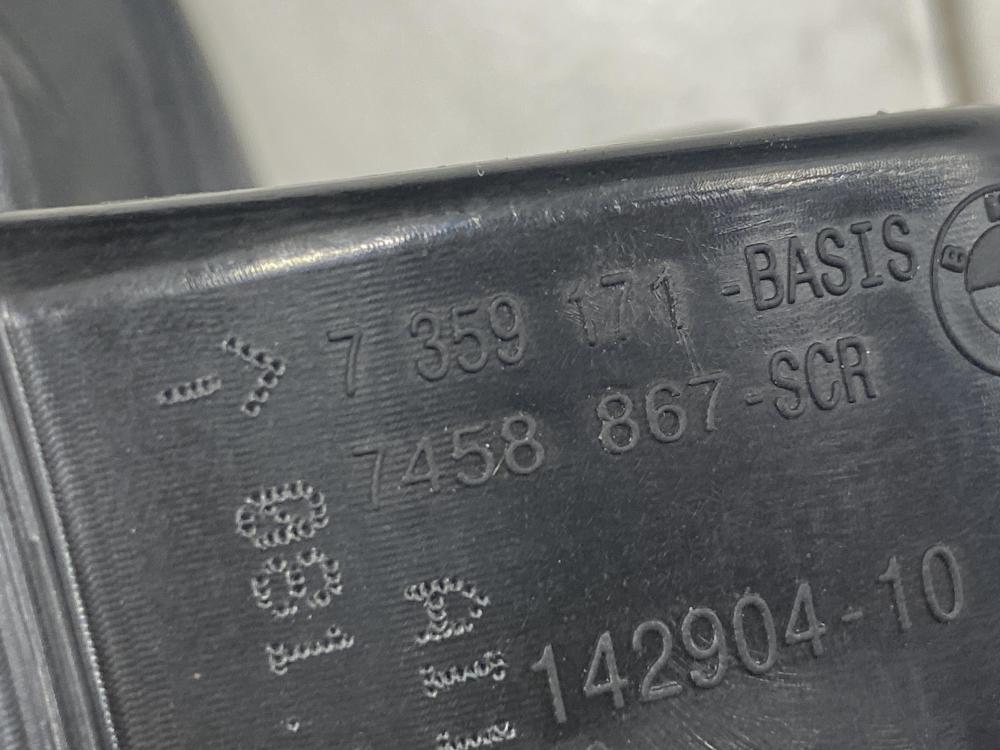 -> 7 359 171 -BASIS
7458 867-SCR
142904-10
B